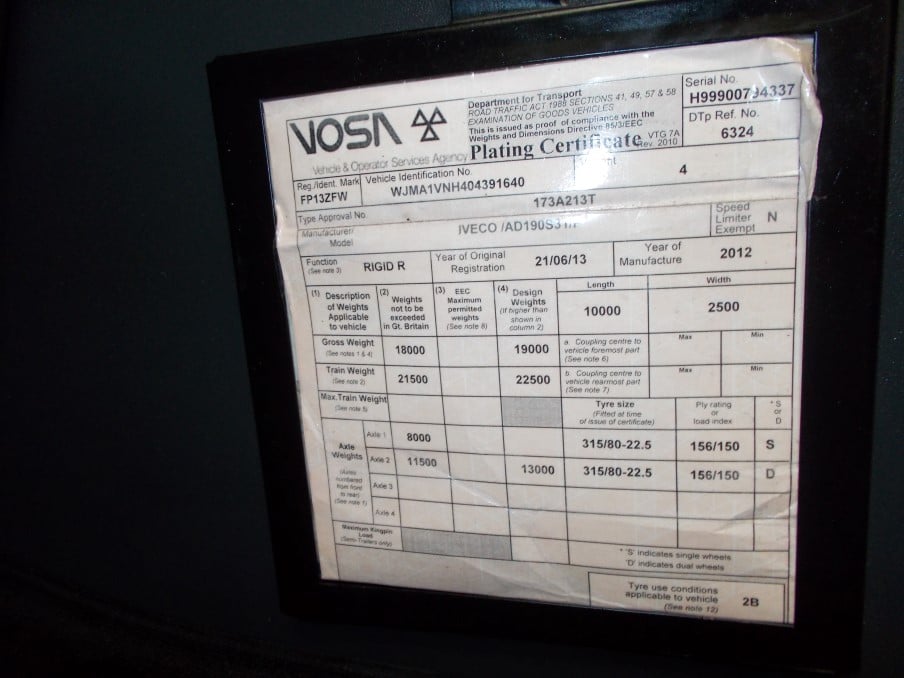 VOSA
Vehicle & Operator Services Agency
Department for Transport
ROAD TRAFFIC ACT 1988 SECTIONS 41, 49, 57 & 58
EXAMINATION OF GOODS VEHICLES
This is issued as proof of compliance with the
Weights and Dimensions Directive 85/3/EEC
Plating Certificate
VTG 7A
Rev. 2010
Serial No.
H99900794337
DTp Ref. No.
6324
Reg./Ident. Mark
FP13ZFW
Vehicle Identification No.
WJMA1VNH404391640
4
Type Approval No.
173A213T
Manufacturer/
Model
IVECO /AD190S31/
Speed
Limiter
Exempt
N
Function
(See note 3)
RIGID R
Year of Original
Registration
21/06/13
Year of
Manufacture
2012
(1) Description
of Weights
Applicable
to vehicle
(2) Weights
not to be
exceeded
in Gt. Britain
(3) EEC
Maximum
permitted
weights
(See note 8)
(4) Design
Weights
(If higher than
shown in
column 2)
Length
10000
Width
2500
Gross Weight
(See notes 1 & 4)
18000
19000
a Coupling centre to
vehicle foremost part
(See note 6)
Max
Min
Train Weight
(See note 2)
21500
22500
b. Coupling centre to
vehicle rearmost part
(See note 7)
Max
Min
Max.Train Weight
(See note 5)
Tyre size
(Fitted at time
of issue of certificate)
Ply rating
or
load index
* S
or
D
Axle
Weights
(Axles
numbered
from front
to rear)
(See note 1)
Axle 1
8000
315/80-22.5
156/150
S
Axle 2
11500
13000
315/80-22.5
156/150
D
Axle 3
Axle 4
Maximum Kingpin
Load
(Semi-Trailers only)
* 'S' indicates single wheels
'D' indicates dual wheels
Tyre use conditions
applicable to vehicle
(See note 12)
2B